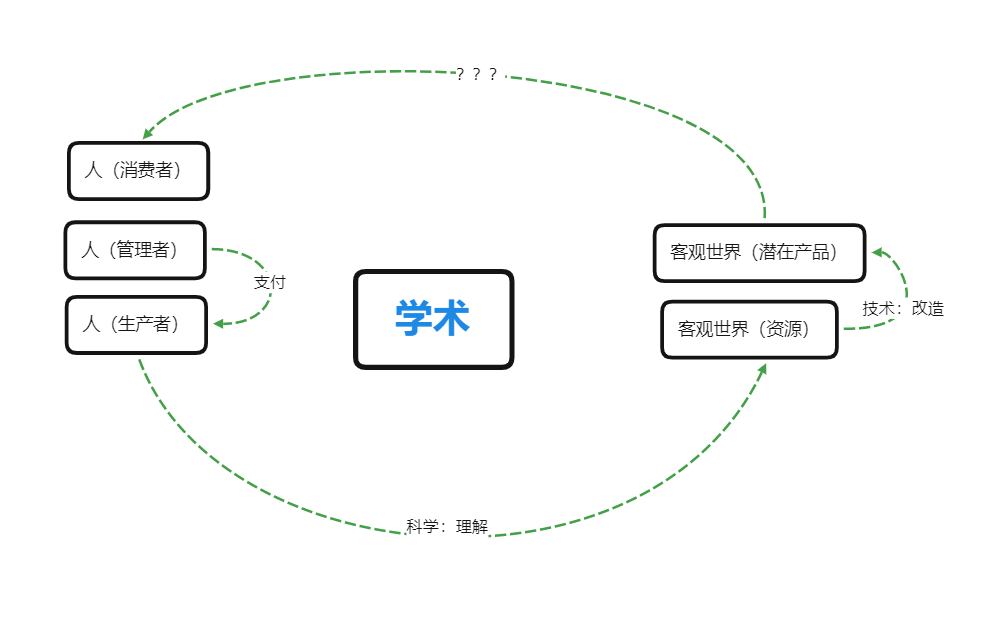 ？？？
人（消费者）
人（管理者）
客观世界（潜在产品）
支付
学术
技术：改造
人（生产者）
客观世界（资源）
科学：理解